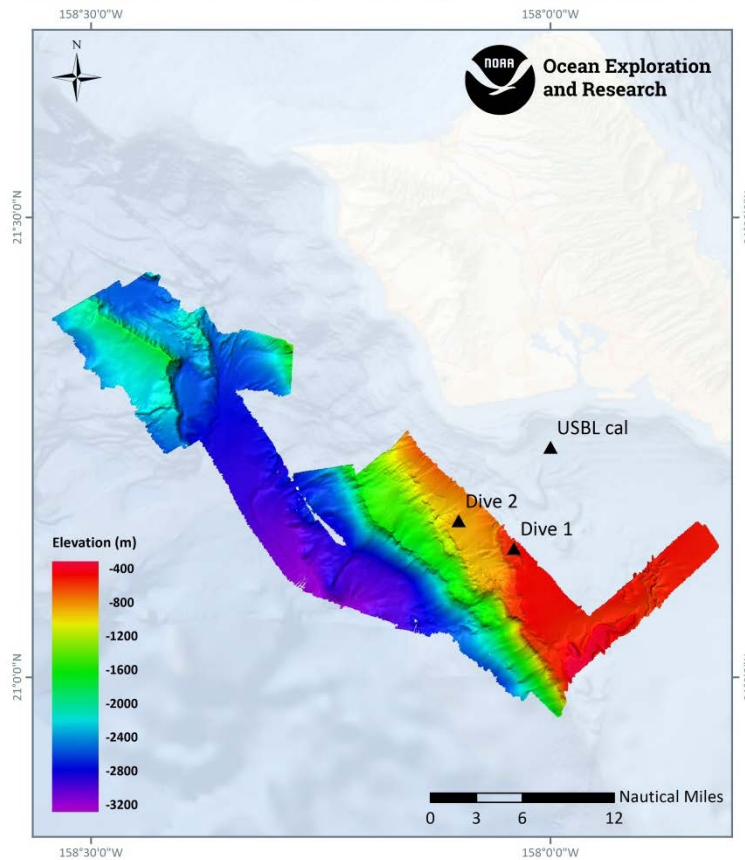 158°30'0"W
158°0'0"W
N
NOAA
Ocean Exploration
and Research
21°30'0"N
USBL cal
Dive 2
Dive 1
Elevation (m)
-400
-800
-1200
-1600
-2000
-2400
-2800
-3200
21°0'0"N
Nautical Miles
0 3 6 12
158°30'0"W
158°0'0"W